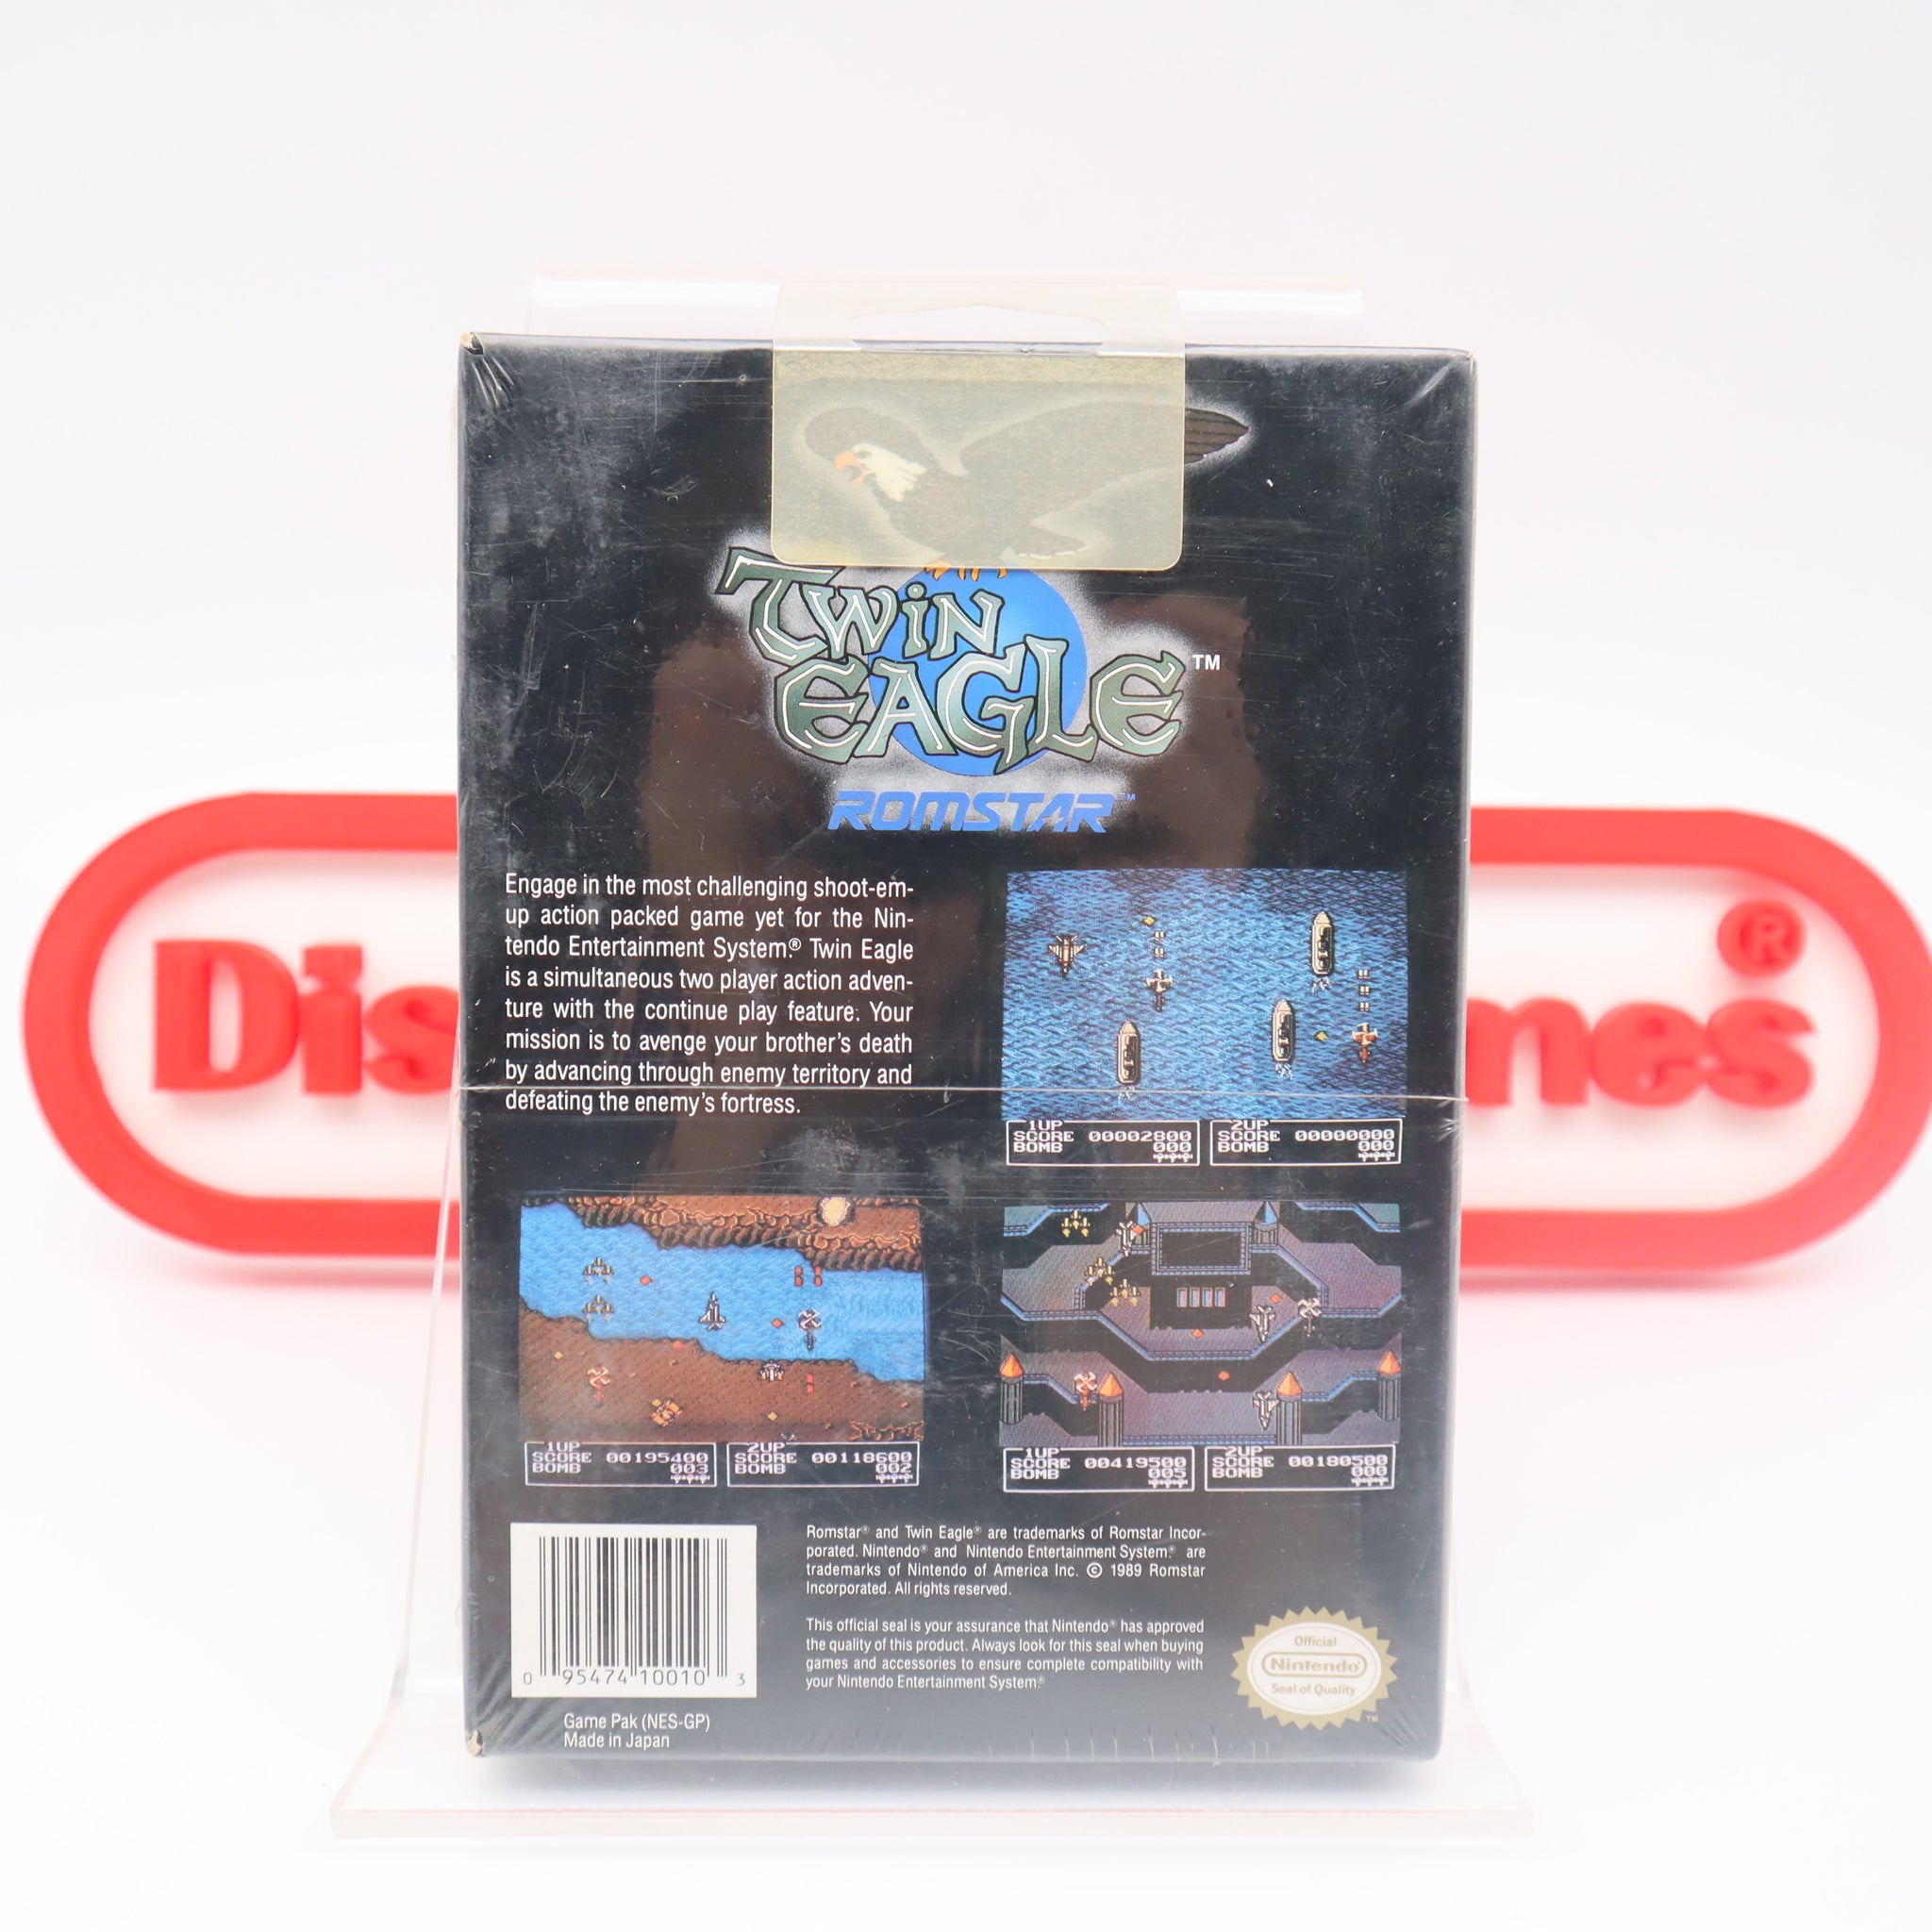 TWIN
EAGLE™
ROMSTAR™
Engage in the most challenging shoot-em-
up action packed game yet for the Nin-
tendo Entertainment System.® Twin Eagle
is a simultaneous two player action adven-
ture with the continue play feature. Your
mission is to avenge your brother's death
by advancing through enemy territory and
defeating the enemy's fortress.
1UP
SCORE 00002800
BOMB 000
2UP
SCORE 00000000
BOMB 000
1UP
SCORE 00195400
BOMB 003
2UP
SCORE 00118600
BOMB 002
1UP
SCORE 00419500
BOMB 005
2UP
SCORE 00180500
BOMB 000
Dis
mes®
0 95474 10010 3
Game Pak (NES-GP)
Made in Japan
Romstar® and Twin Eagle® are trademarks of Romstar Incor-
porated. Nintendo® and Nintendo Entertainment System.® are
trademarks of Nintendo of America Inc. © 1989 Romstar
Incorporated. All rights reserved.
This official seal is your assurance that Nintendo® has approved
the quality of this product. Always look for this seal when buying
games and accessories to ensure complete compatibility with
your Nintendo Entertainment System.®
Official
Nintendo®
Seal of Quality
TM